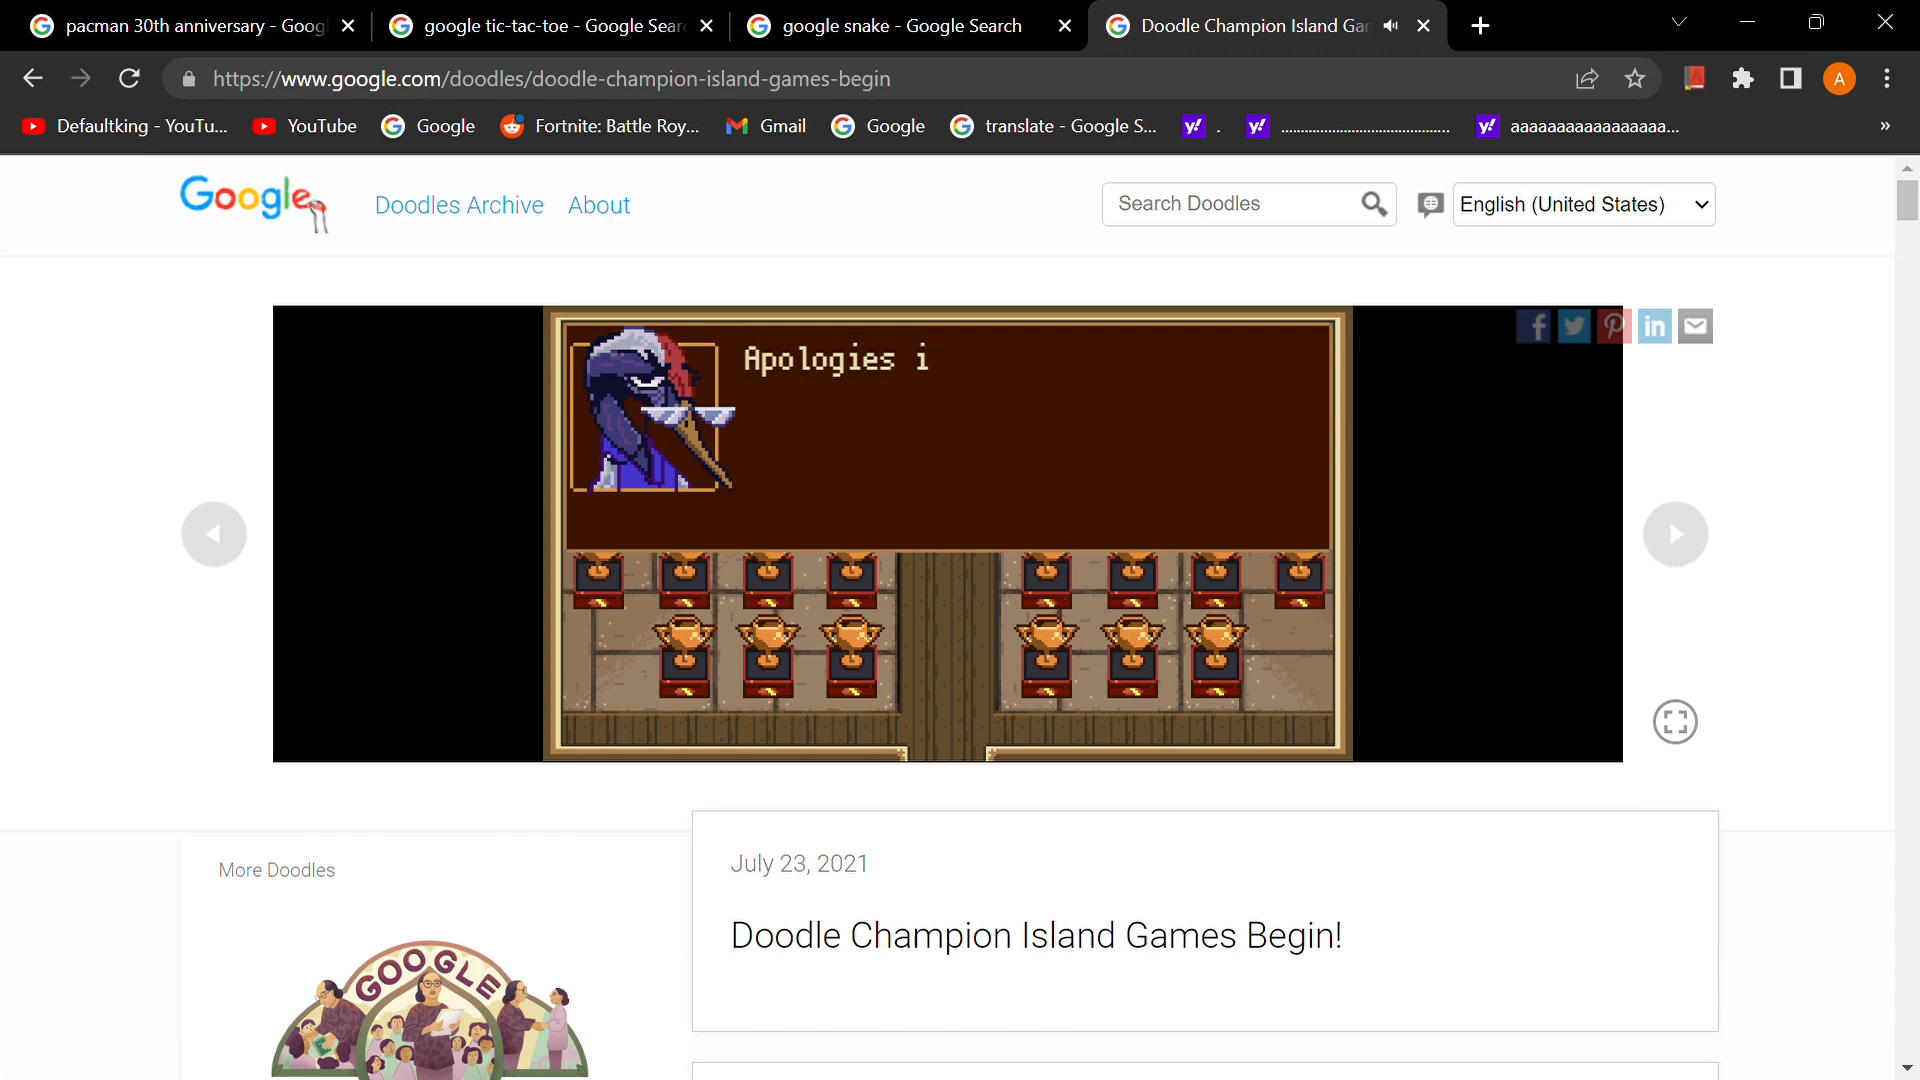 pacman 30th anniversary - Goog
google tic-tac-toe - Google Sear
google snake - Google Search
Doodle Champion Island Gar
https://www.google.com/doodles/doodle-champion-island-games-begin
A
Defaultking - YouTu...
YouTube
Google
Fortnite: Battle Roy...
Gmail
Google
translate - Google S...
y! .
y! ..........................................
y! aaaaaaaaaaaaaaaaa...
»
Google
Doodles Archive
About
Search Doodles
English (United States)
Apologies i
More Doodles
July 23, 2021
Doodle Champion Island Games Begin!
GOOGLE